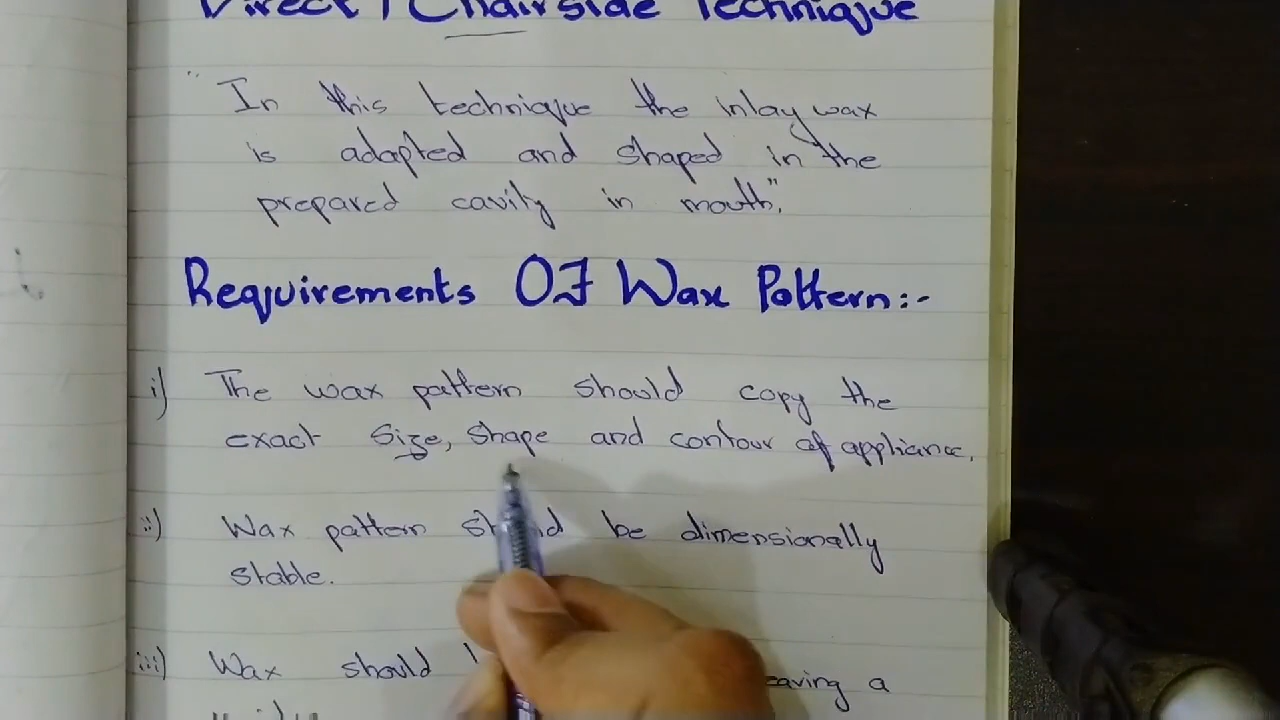 Direct / Chairside Technique
"In this technique the inlay wax
is adapted and shaped in the
prepared cavity in mouth".
Requirements Of Wax Pattern:-
i) The wax pattern should copy the
exact size, shape and contour of appliance.
ii) Wax pattern should be dimensionally
stable.
iii) Wax should a